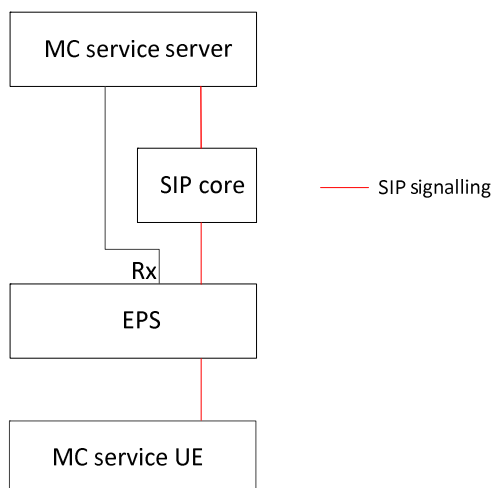 MC service server
SIP core
SIP signalling
Rx
EPS
MC service UE